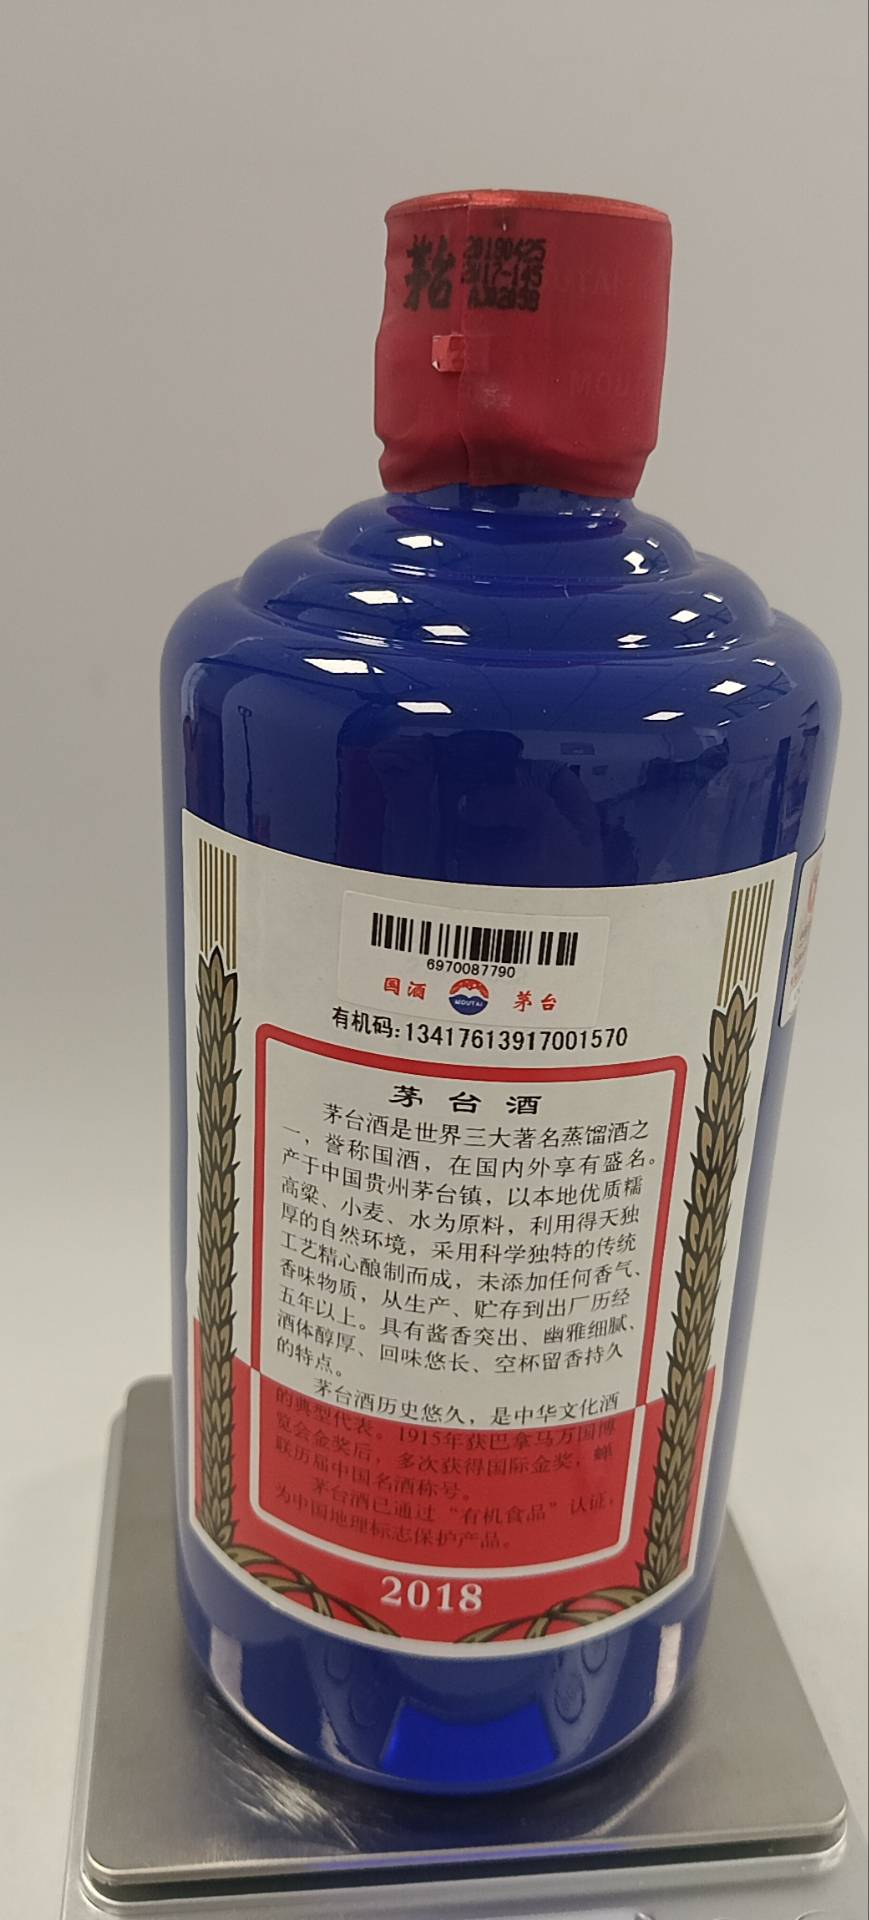 茅台
20180425
2017-145
MOUTAI
MOU
6970087790
国酒 MOUTAI 茅台
有机码:13417613917001570
茅台酒
茅台酒是世界三大著名蒸馏酒之
一，誉称国酒，在国内外享有盛名。
产于中国贵州茅台镇，以本地优质糯
高粱、小麦、水为原料，利用得天独
厚的自然环境，采用科学独特的传统
工艺精心酿制而成，未添加任何香气、
香味物质，从生产、贮存到出厂历经
五年以上。具有酱香突出、幽雅细腻、
酒体醇厚、回味悠长、空杯留香持久
的特点。
茅台酒历史悠久，是中华文化酒
的典型代表。1915年获巴拿马万国博
览会金奖后，多次获得国际金奖，蝉
联历届中国名酒称号。
茅台酒已通过“有机食品”认证，
为中国地理标志保护产品。
2018